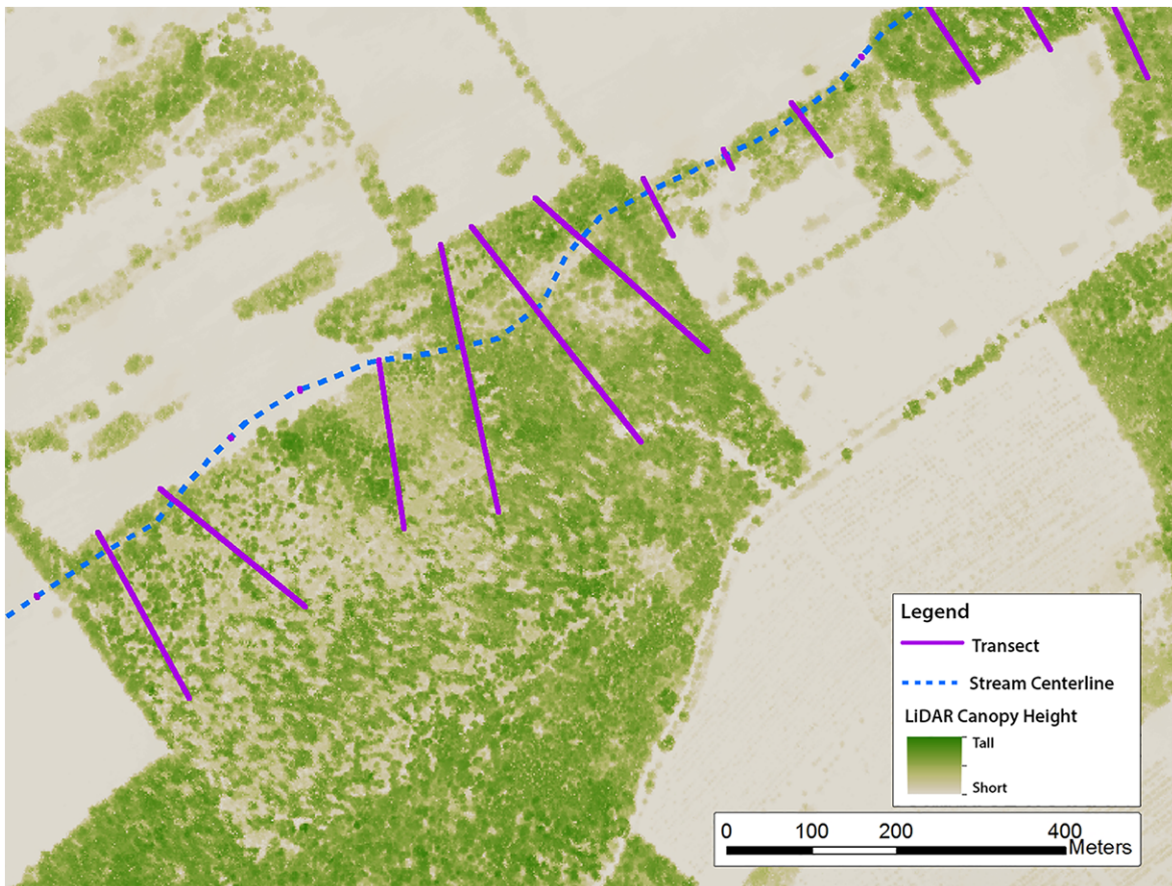 Legend
Transect
Stream Centerline
LiDAR Canopy Height
Tall
Short
0 100 200 400
Meters